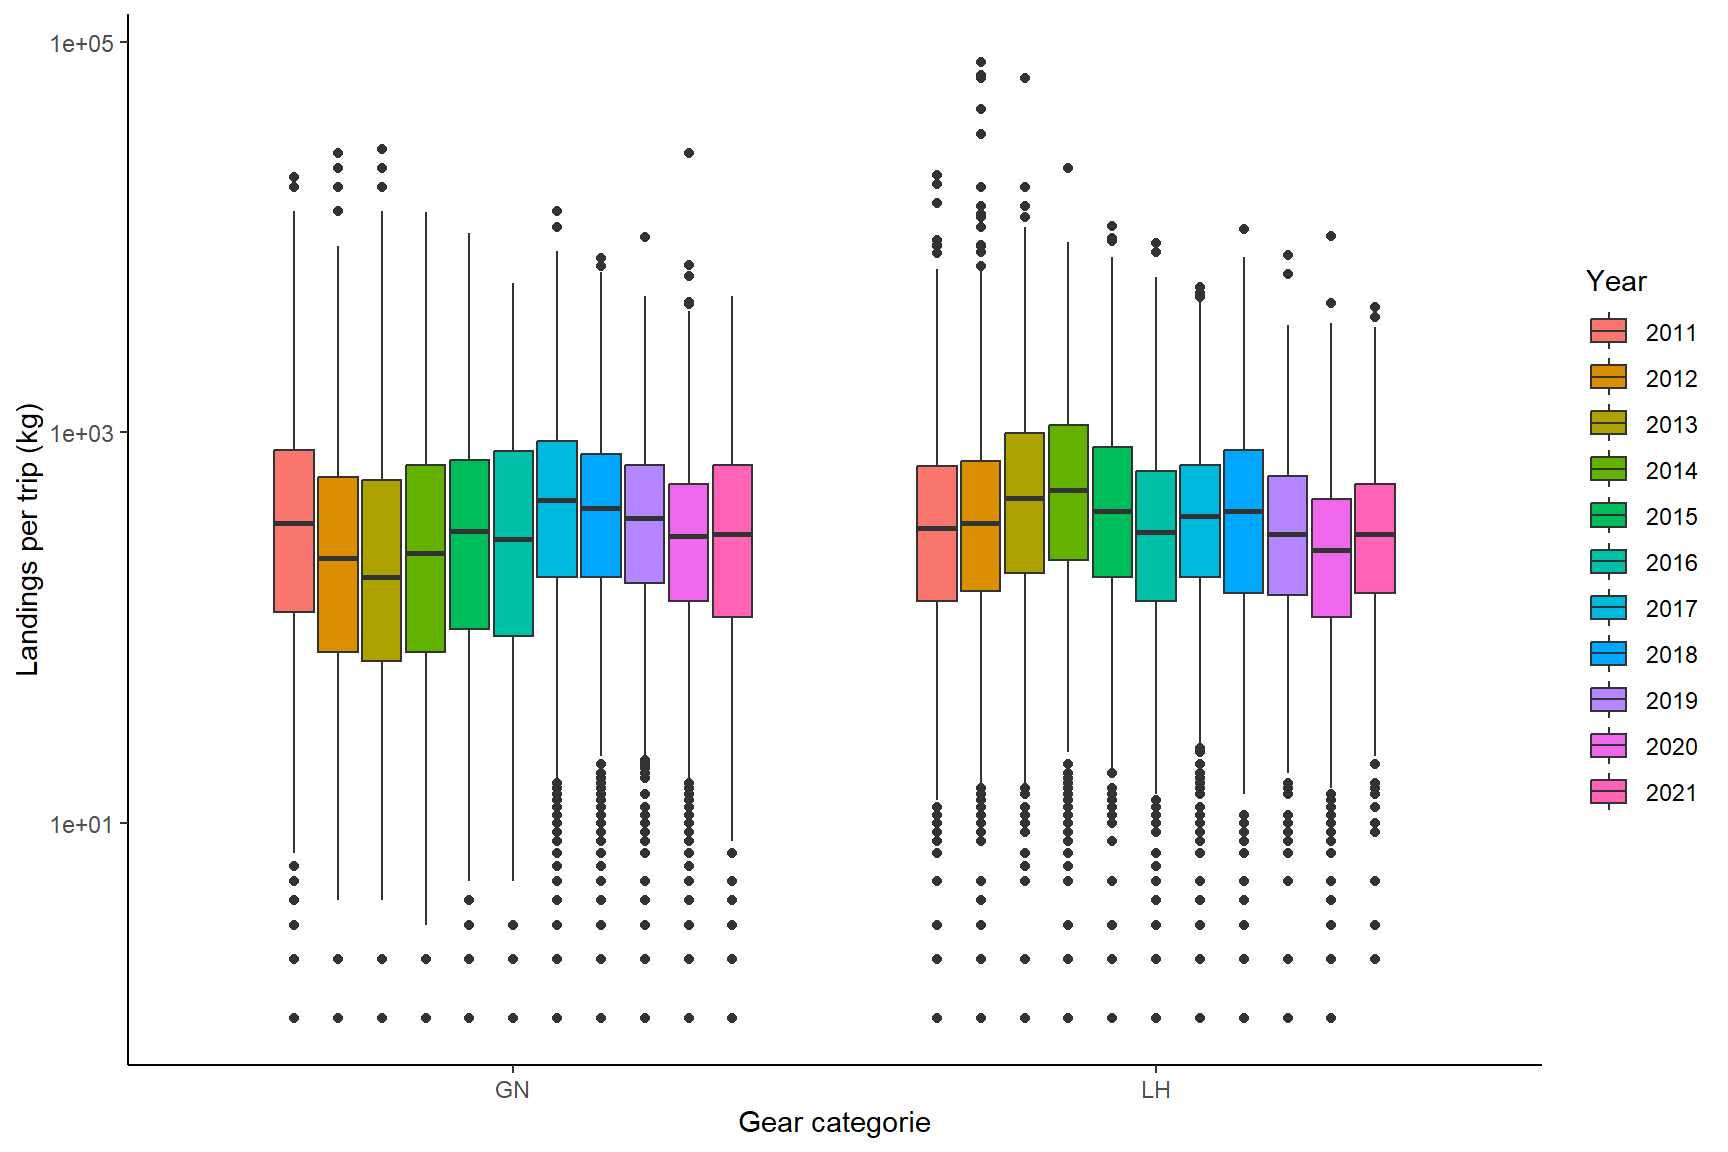 Landings per trip (kg)
1e+05
1e+03
1e+01
GN
LH
Gear categorie
Year
2011
2012
2013
2014
2015
2016
2017
2018
2019
2020
2021